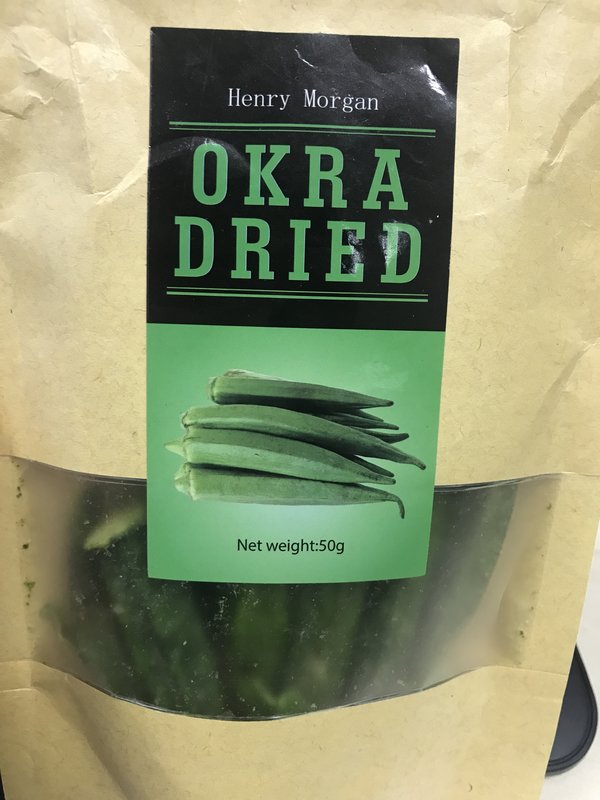 Henry Morgan
OKRA
DRIED
Net weight:50g